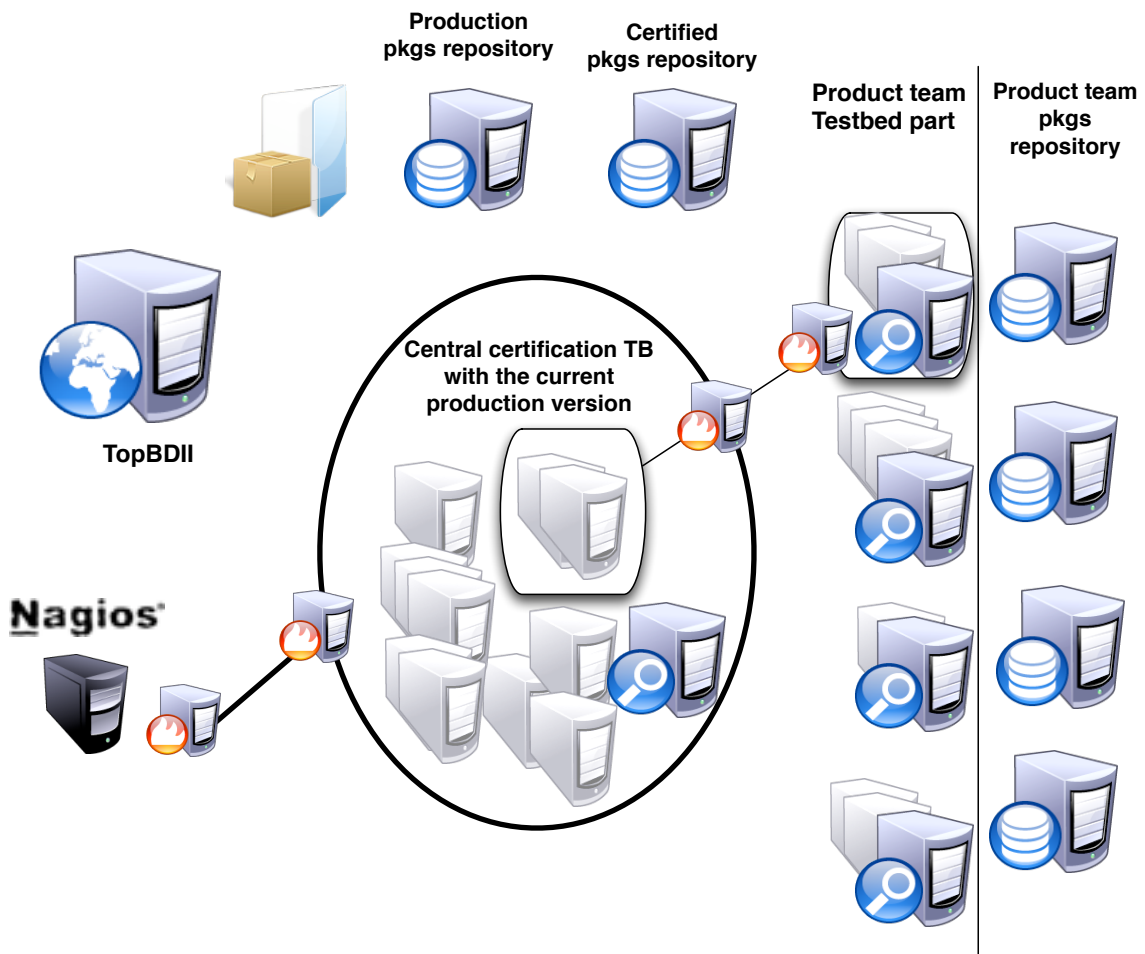 Production
pkgs repository
Certified
pkgs repository
Product team
Testbed part
Product team
pkgs
repository
Central certification TB
with the current
production version
TopBDII
Nagios®